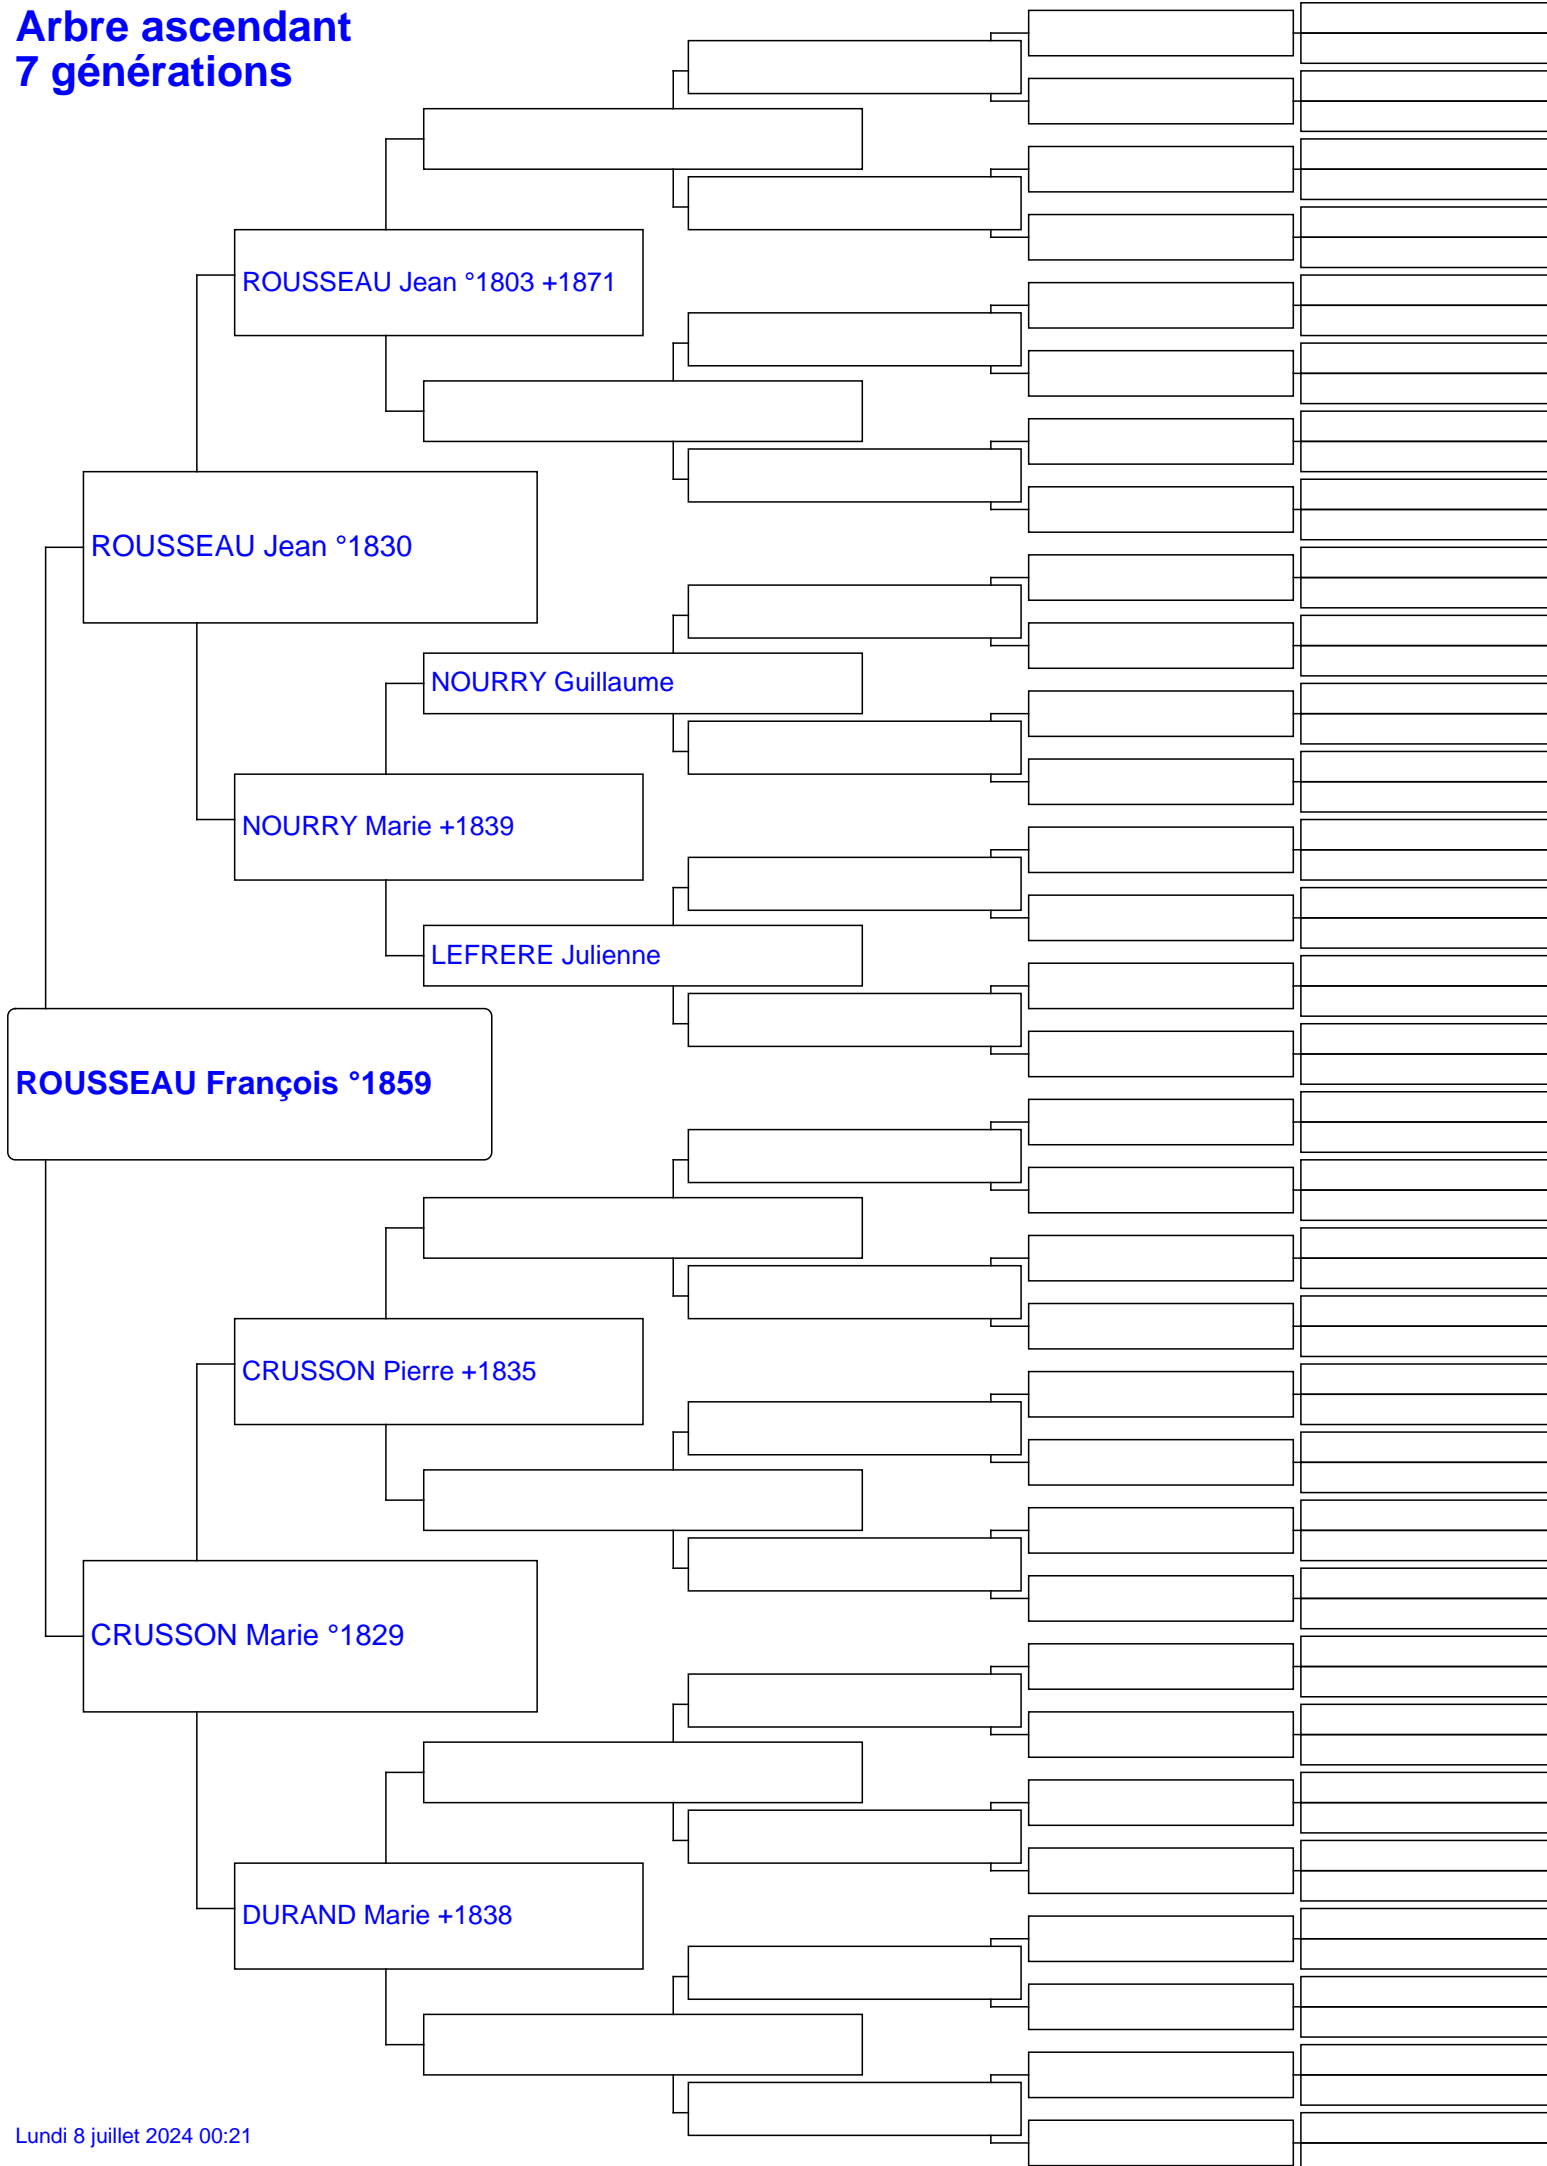 Arbre ascendant
7 générations
ROUSSEAU Jean °1803 +1871
ROUSSEAU Jean °1830
NOURRY Guillaume
NOURRY Marie +1839
LEFRERE Julienne
ROUSSEAU François °1859
CRUSSON Pierre +1835
CRUSSON Marie °1829
DURAND Marie +1838
Lundi 8 juillet 2024 00:21